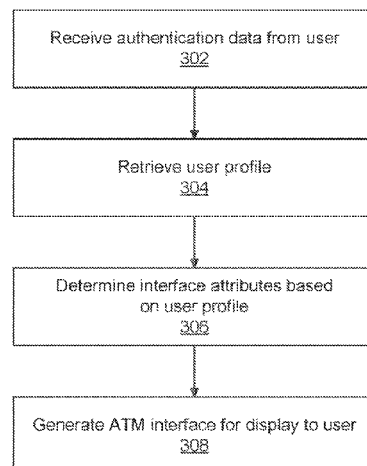 Receive authentication data from user
302
Retrieve user profile
304
Determine interface attributes based
on user profile
306
Generate ATM interface for display to user
308